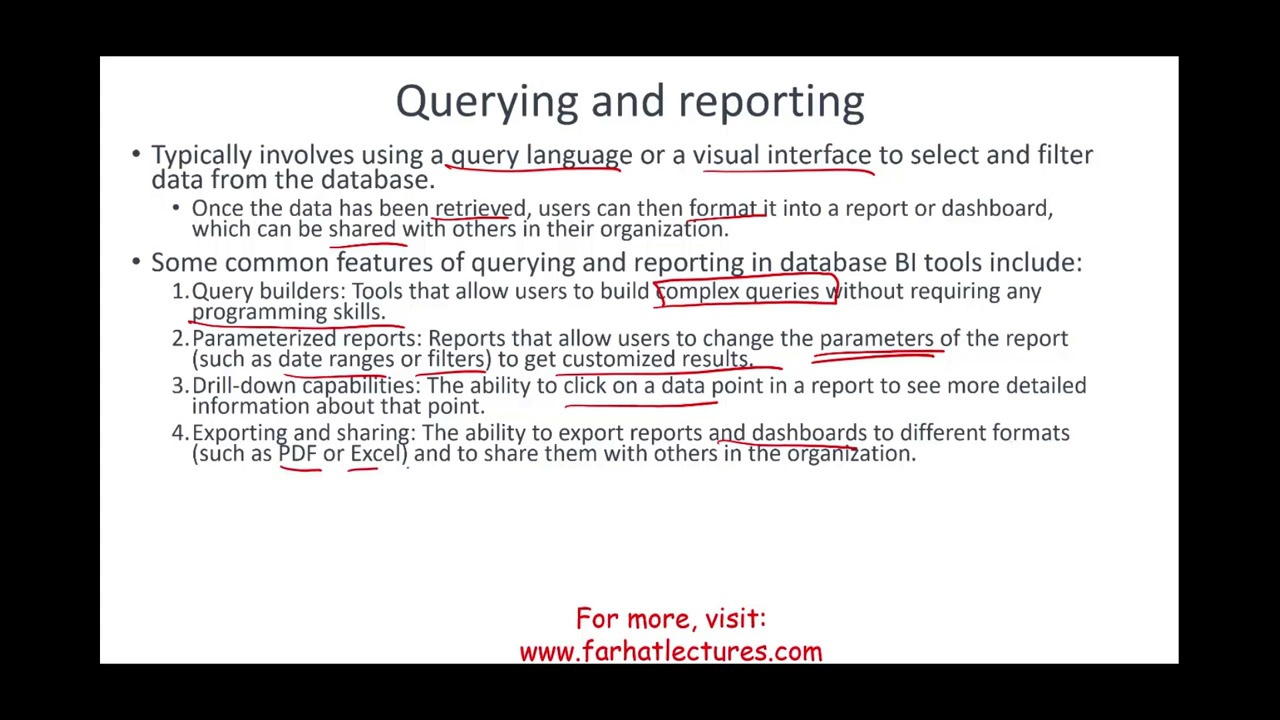 Querying and reporting
• Typically involves using a query language or a visual interface to select and filter
data from the database.
• Once the data has been retrieved, users can then format it into a report or dashboard,
which can be shared with others in their organization.
• Some common features of querying and reporting in database BI tools include:
1. Query builders: Tools that allow users to build complex queries without requiring any
programming skills.
2. Parameterized reports: Reports that allow users to change the parameters of the report
(such as date ranges or filters) to get customized results.
3. Drill-down capabilities: The ability to click on a data point in a report to see more detailed
information about that point.
4. Exporting and sharing: The ability to export reports and dashboards to different formats
(such as PDF or Excel) and to share them with others in the organization.
For more, visit:
www.farhatlectures.com